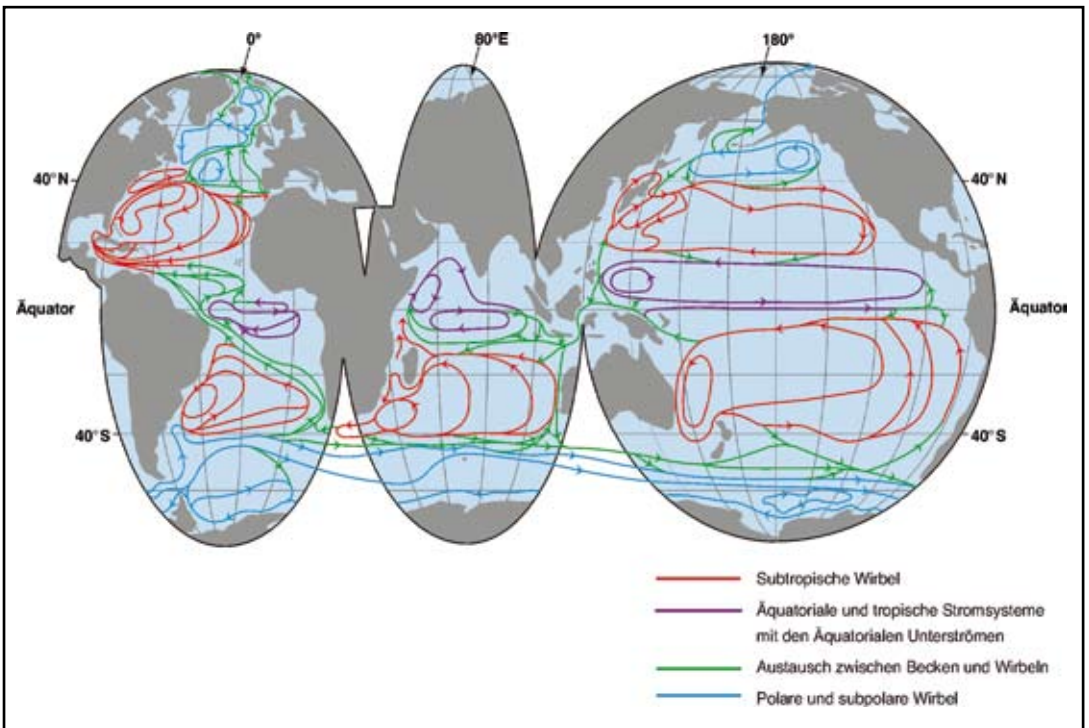 0°
80°E
180°
40°N
40°N
Äquator
Äquator
40°S
40°S
Subtropische Wirbel
Äquatoriale und tropische Stromsysteme
mit den Äquatorialen Unterströmen
Austausch zwischen Becken und Wirbeln
Polare und subpolare Wirbel